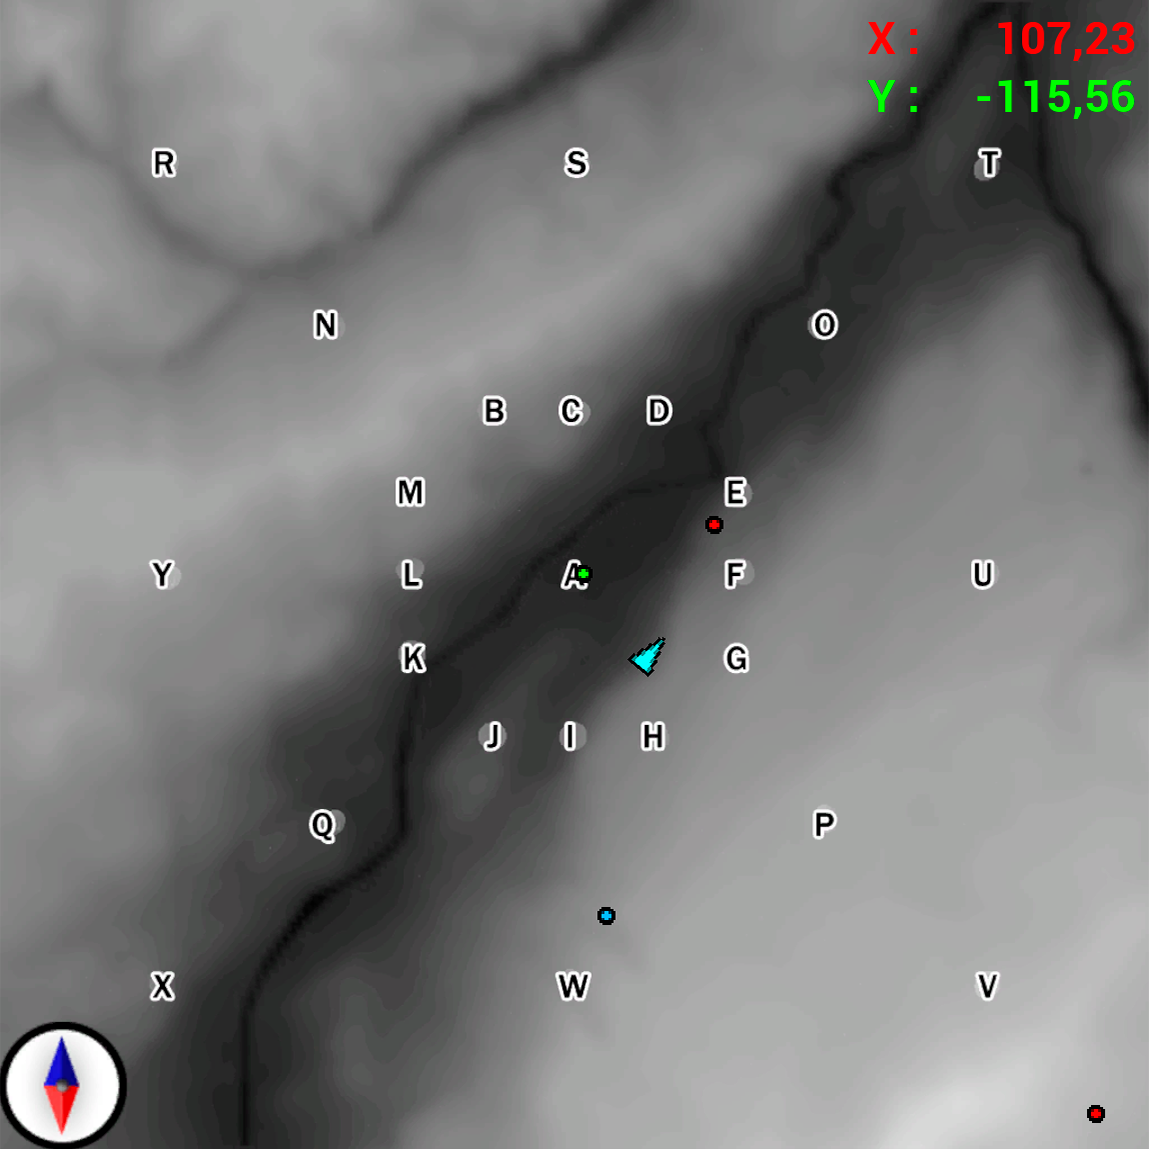 X : 107,23
Y : -115,56
R S T
N O
B C D
M E
Y L A F U
K G
J I H
Q P
X W V